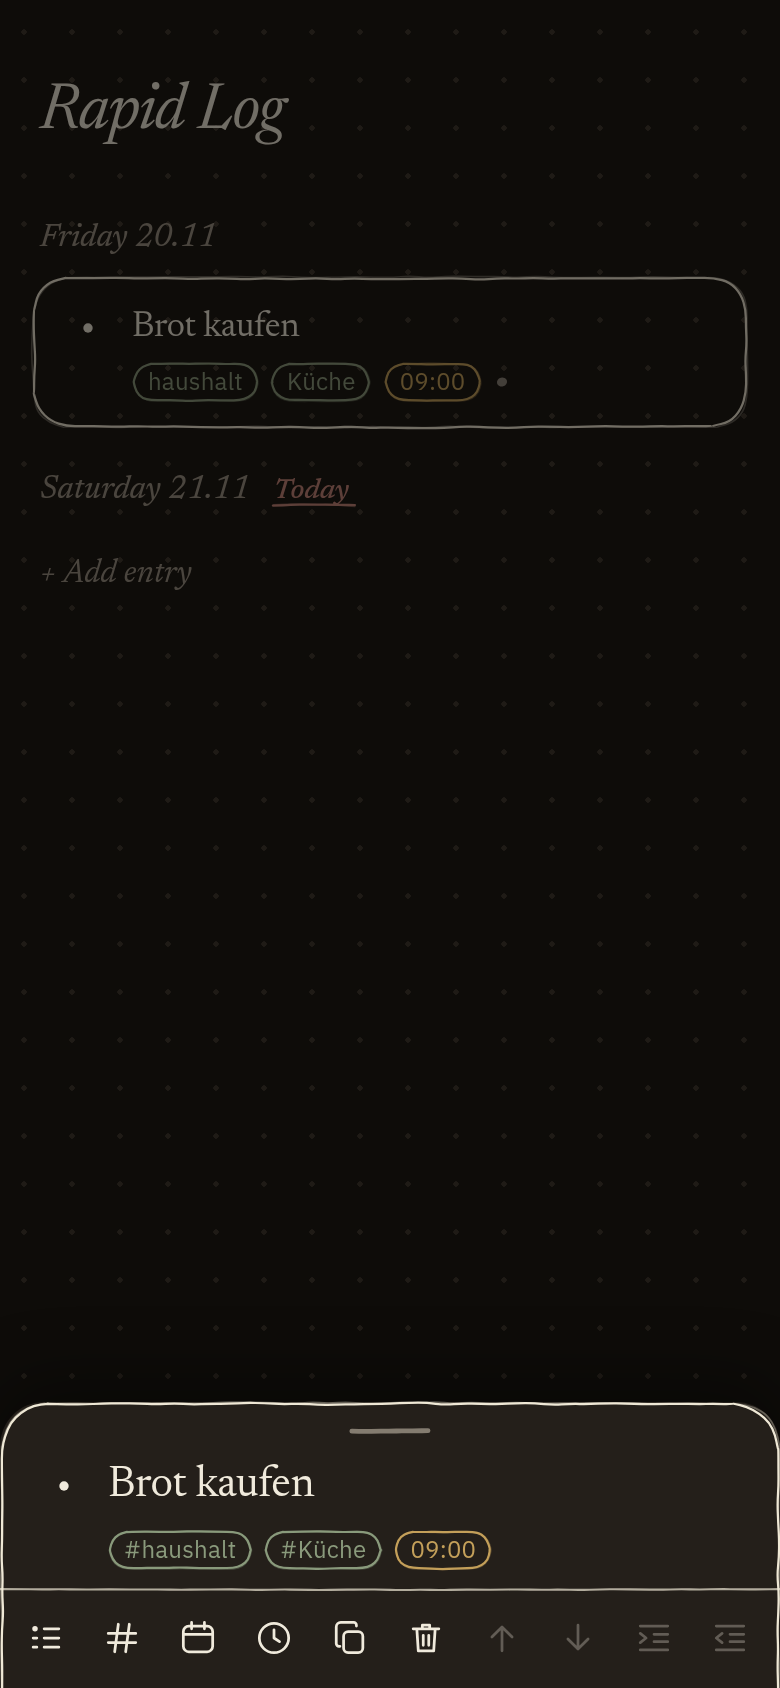 Rapid Log
Friday 20.11
• Brot kaufen
haushalt Küche 09:00 •
Saturday 21.11 Today
+ Add entry
• Brot kaufen
#haushalt #Küche 09:00